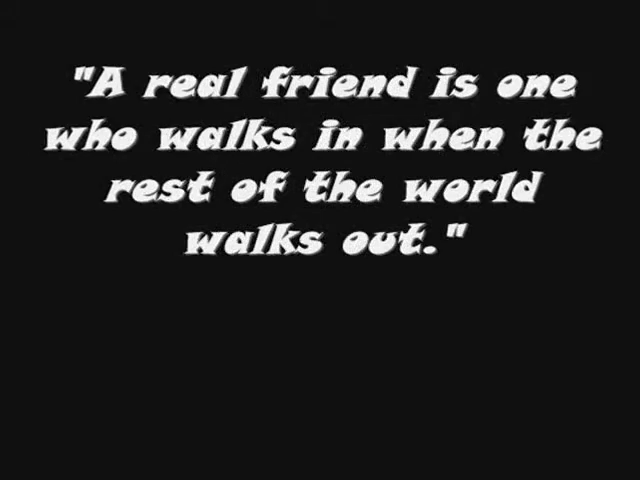 "A real friend is one
who walks in when the
rest of the world
walks out."